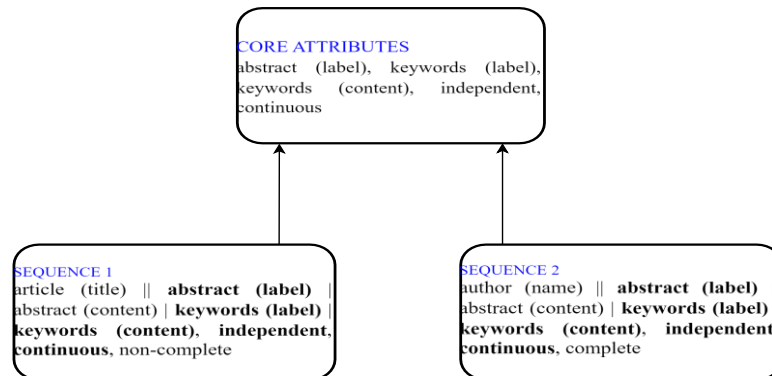 CORE ATTRIBUTES
abstract (label), keywords (label),
keywords (content), independent,
continuous
SEQUENCE 1
article (title) || abstract (label) |
abstract (content) | keywords (label) |
keywords (content), independent,
continuous, non-complete
SEQUENCE 2
author (name) || abstract (label)
abstract (content) | keywords (label)
keywords (content), independent
continuous, complete